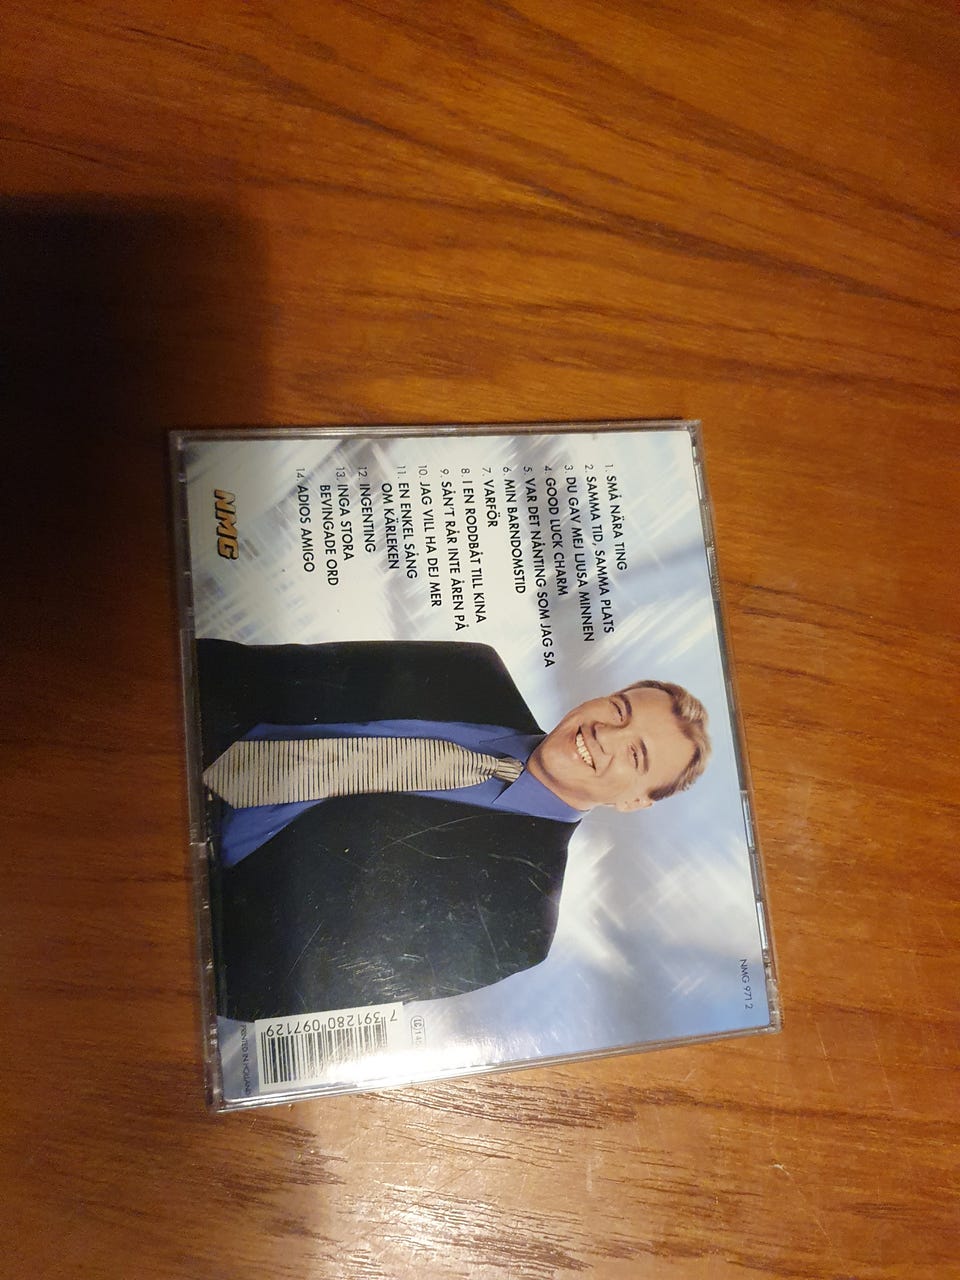 1. SMÅ NÄRA TING
2. SAMMA TID, SAMMA PLATS
3. DU GAV MEJ LJUSA MINNEN
4. GOOD LUCK CHARM
5. VAR DET NÅNTING SOM JAG SA
6. MIN BARNDOMSTID
7. VARFÖR
8. I EN RODDBÅT TILL KINA
9. SÅN'T RÅR INTE ÅREN PÅ
10. JAG VILL HA DEJ MER
11. EN ENKEL SÅNG
OM KÄRLEKEN
12. INGENTING
13. INGA STORA
BEVINGADE ORD
14. ADIOS AMIGO
NMG
NMG 971 2
LC
7 391280 097129
PRINTED IN HOLLAND